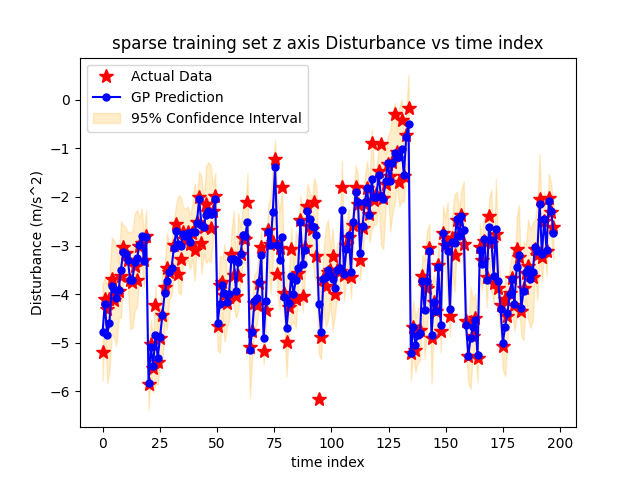 sparse training set z axis Disturbance vs time index
Actual Data
GP Prediction
95% Confidence Interval
Disturbance (m/s^2)
0
−1
−2
−3
−4
−5
−6
0 25 50 75 100 125 150 175 200
time index